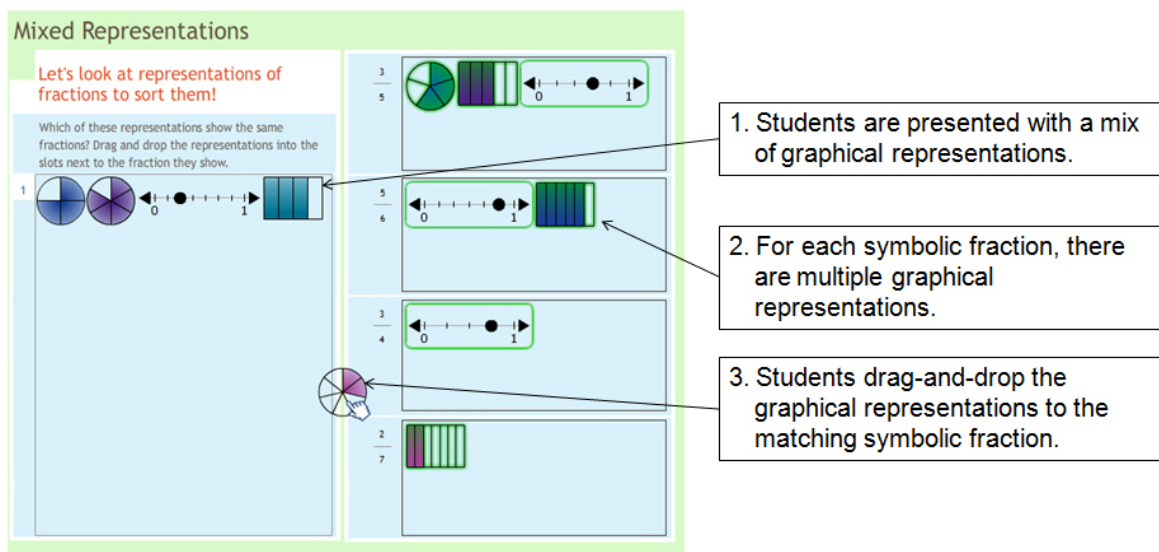 Mixed Representations
Let's look at representations of
fractions to sort them!
Which of these representations show the same
fractions? Drag and drop the representations into the
slots next to the fraction they show.
1
0 1
3
5
0 1
5
6
0 1
3
4
0 1
2
7
1. Students are presented with a mix
of graphical representations.
2. For each symbolic fraction, there
are multiple graphical
representations.
3. Students drag-and-drop the
graphical representations to the
matching symbolic fraction.